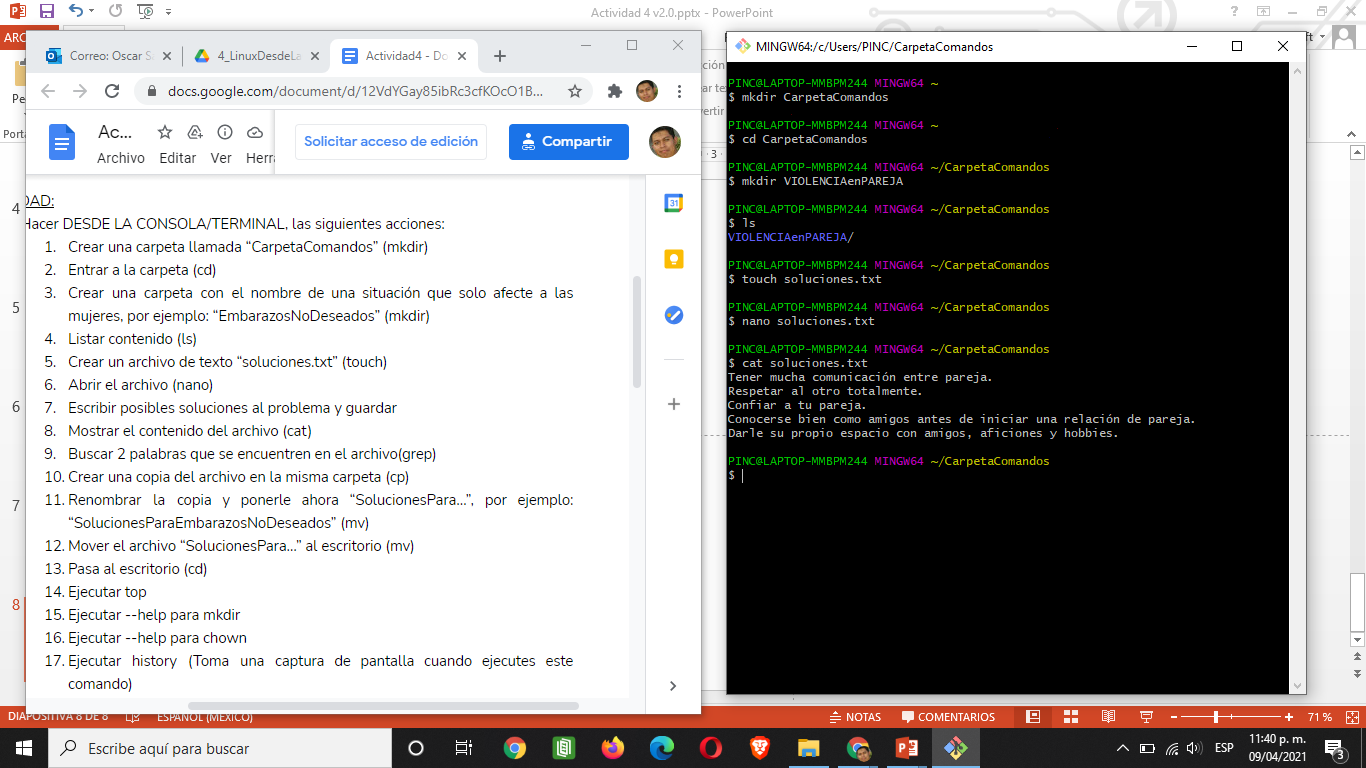 Actividad 4 v2.0.pptx - PowerPoint
Correo: Oscar S
4_LinuxDesdeLa
Actividad4 - Do
docs.google.com/document/d/12VdYGay85ibRc3cfKOcO1B...
Ac...
Archivo Editar Ver Herra
Solicitar acceso de edición
Compartir
31
DAD:
Hacer DESDE LA CONSOLA/TERMINAL, las siguientes acciones:
1. Crear una carpeta llamada “CarpetaComandos” (mkdir)
2. Entrar a la carpeta (cd)
3. Crear una carpeta con el nombre de una situación que solo afecte a las
mujeres, por ejemplo: “EmbarazosNoDeseados” (mkdir)
4. Listar contenido (ls)
5. Crear un archivo de texto “soluciones.txt” (touch)
6. Abrir el archivo (nano)
7. Escribir posibles soluciones al problema y guardar
8. Mostrar el contenido del archivo (cat)
9. Buscar 2 palabras que se encuentren en el archivo(grep)
10. Crear una copia del archivo en la misma carpeta (cp)
11. Renombrar la copia y ponerle ahora “SolucionesPara...”, por ejemplo:
“SolucionesParaEmbarazosNoDeseados” (mv)
12. Mover el archivo “SolucionesPara...” al escritorio (mv)
13. Pasa al escritorio (cd)
14. Ejecutar top
15. Ejecutar --help para mkdir
16. Ejecutar --help para chown
17. Ejecutar history (Toma una captura de pantalla cuando ejecutes este
comando)
4
5
6
7
8
MINGW64:/c/Users/PINC/CarpetaComandos
PINC@LAPTOP-MMBPM244 MINGW64 ~
$ mkdir CarpetaComandos
PINC@LAPTOP-MMBPM244 MINGW64 ~
$ cd CarpetaComandos
PINC@LAPTOP-MMBPM244 MINGW64 ~/CarpetaComandos
$ mkdir VIOLENCIAenPAREJA
PINC@LAPTOP-MMBPM244 MINGW64 ~/CarpetaComandos
$ ls
VIOLENCIAenPAREJA/
PINC@LAPTOP-MMBPM244 MINGW64 ~/CarpetaComandos
$ touch soluciones.txt
PINC@LAPTOP-MMBPM244 MINGW64 ~/CarpetaComandos
$ nano soluciones.txt
PINC@LAPTOP-MMBPM244 MINGW64 ~/CarpetaComandos
$ cat soluciones.txt
Tener mucha comunicación entre pareja.
Respetar al otro totalmente.
Confiar a tu pareja.
Conocerse bien como amigos antes de iniciar una relación de pareja.
Darle su propio espacio con amigos, aficiones y hobbies.
PINC@LAPTOP-MMBPM244 MINGW64 ~/CarpetaComandos
$
DIAPOSITIVA 8 DE 8 ESPAÑOL (MÉXICO)
NOTAS COMENTARIOS 71 %
Escribe aquí para buscar
ESP
11:40 p. m.
09/04/2021
3